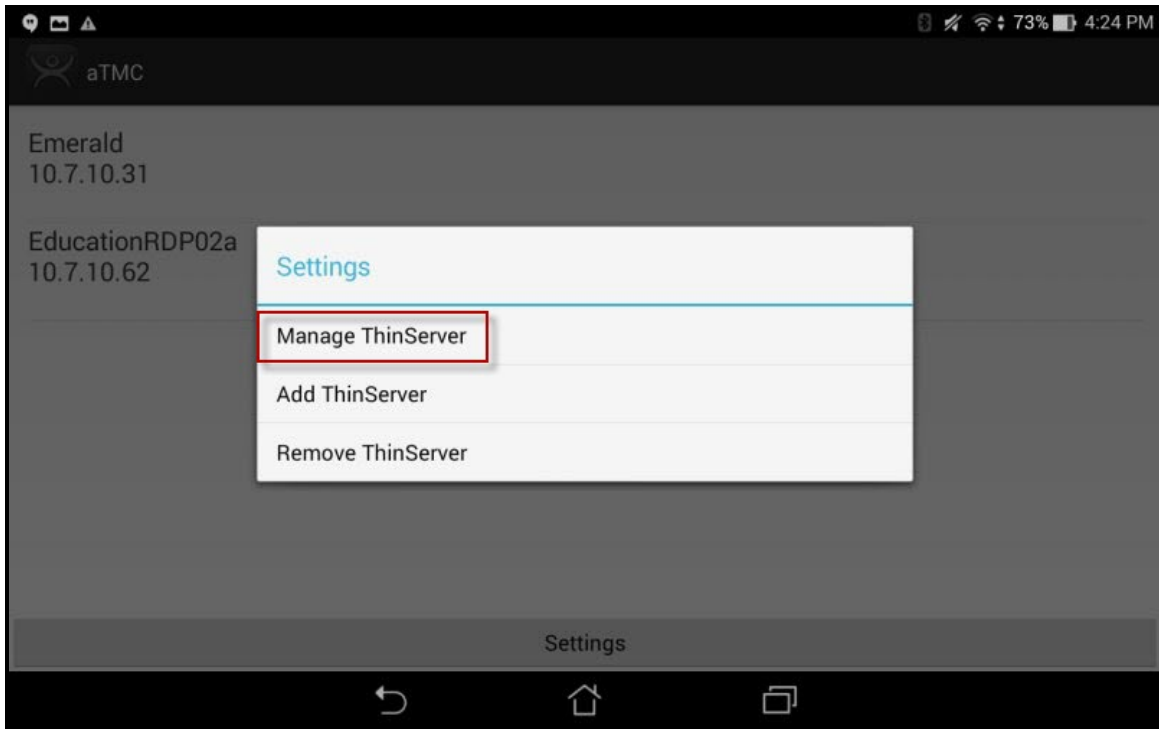 73% 4:24 PM
aTMC
Emerald
10.7.10.31
EducationRDP02a
10.7.10.62
Settings
Manage ThinServer
Add ThinServer
Remove ThinServer
Settings